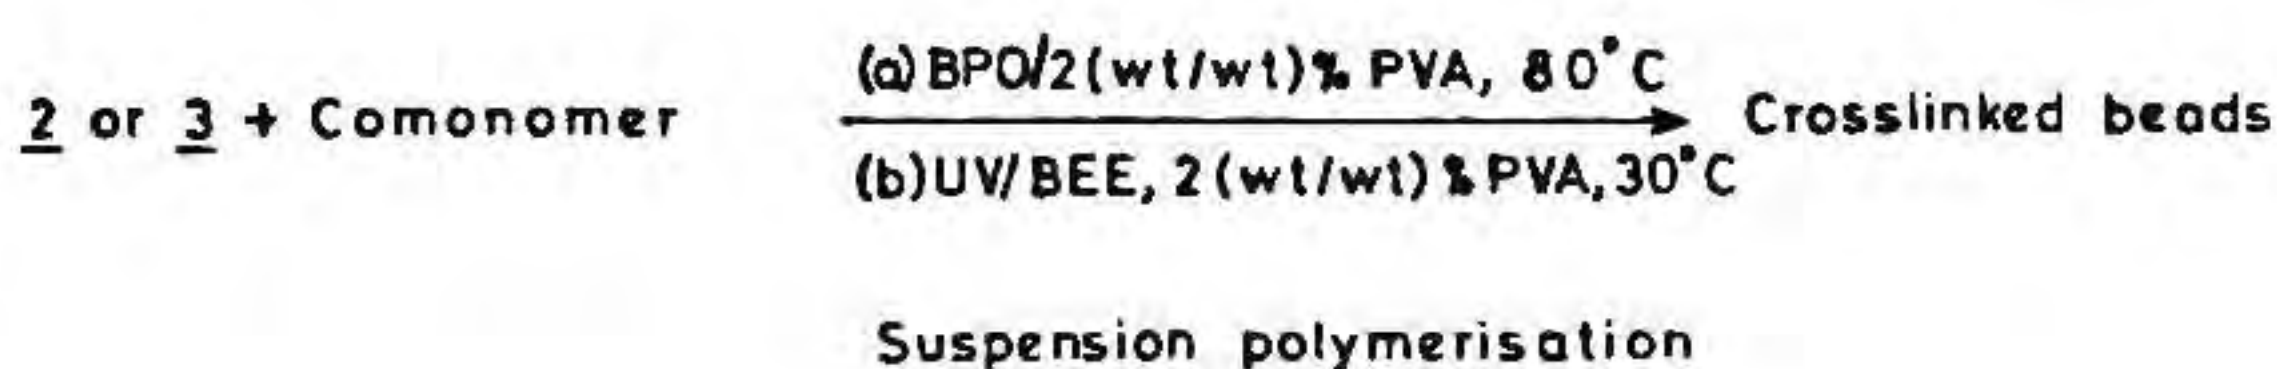 (a) BPO/2(wt/wt)% PVA, 80°C
2 or 3 + Comonomer Crosslinked beads
(b) UV/BEE, 2(wt/wt)% PVA, 30°C
Suspension polymerisation